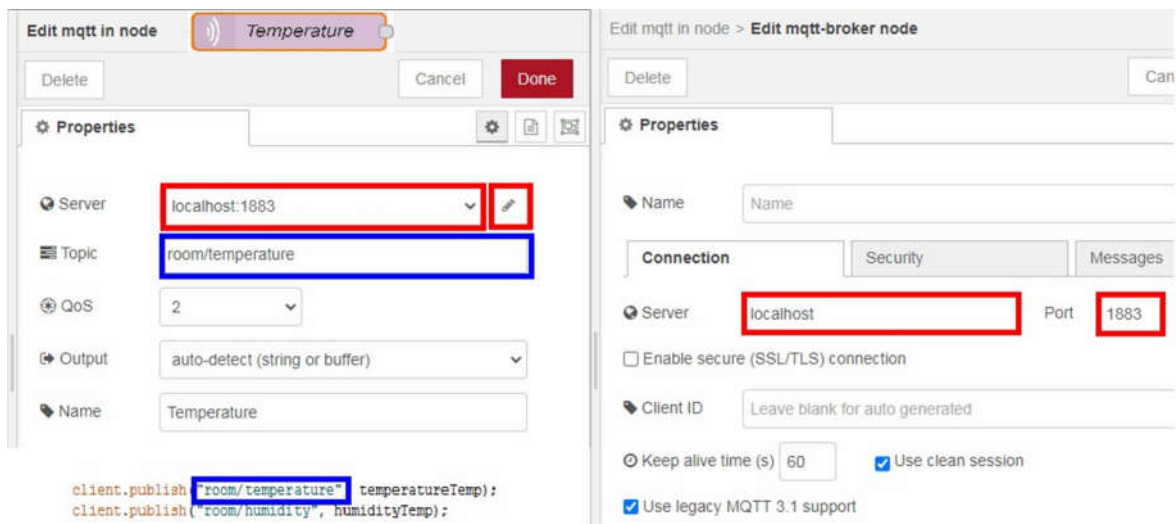 Edit mqtt in node
Temperature
Delete
Cancel
Done
Properties
Server
localhost:1883
Topic
room/temperature
QoS
2
Output
auto-detect (string or buffer)
Name
Temperature
client.publish("room/temperature", temperatureTemp);
client.publish("room/humidity", humidityTemp);
Edit mqtt in node > Edit mqtt-broker node
Delete
Can
Properties
Name
Name
Connection
Security
Messages
Server
localhost
Port
1883
Enable secure (SSL/TLS) connection
Client ID
Leave blank for auto generated
Keep alive time (s)
60
Use clean session
Use legacy MQTT 3.1 support